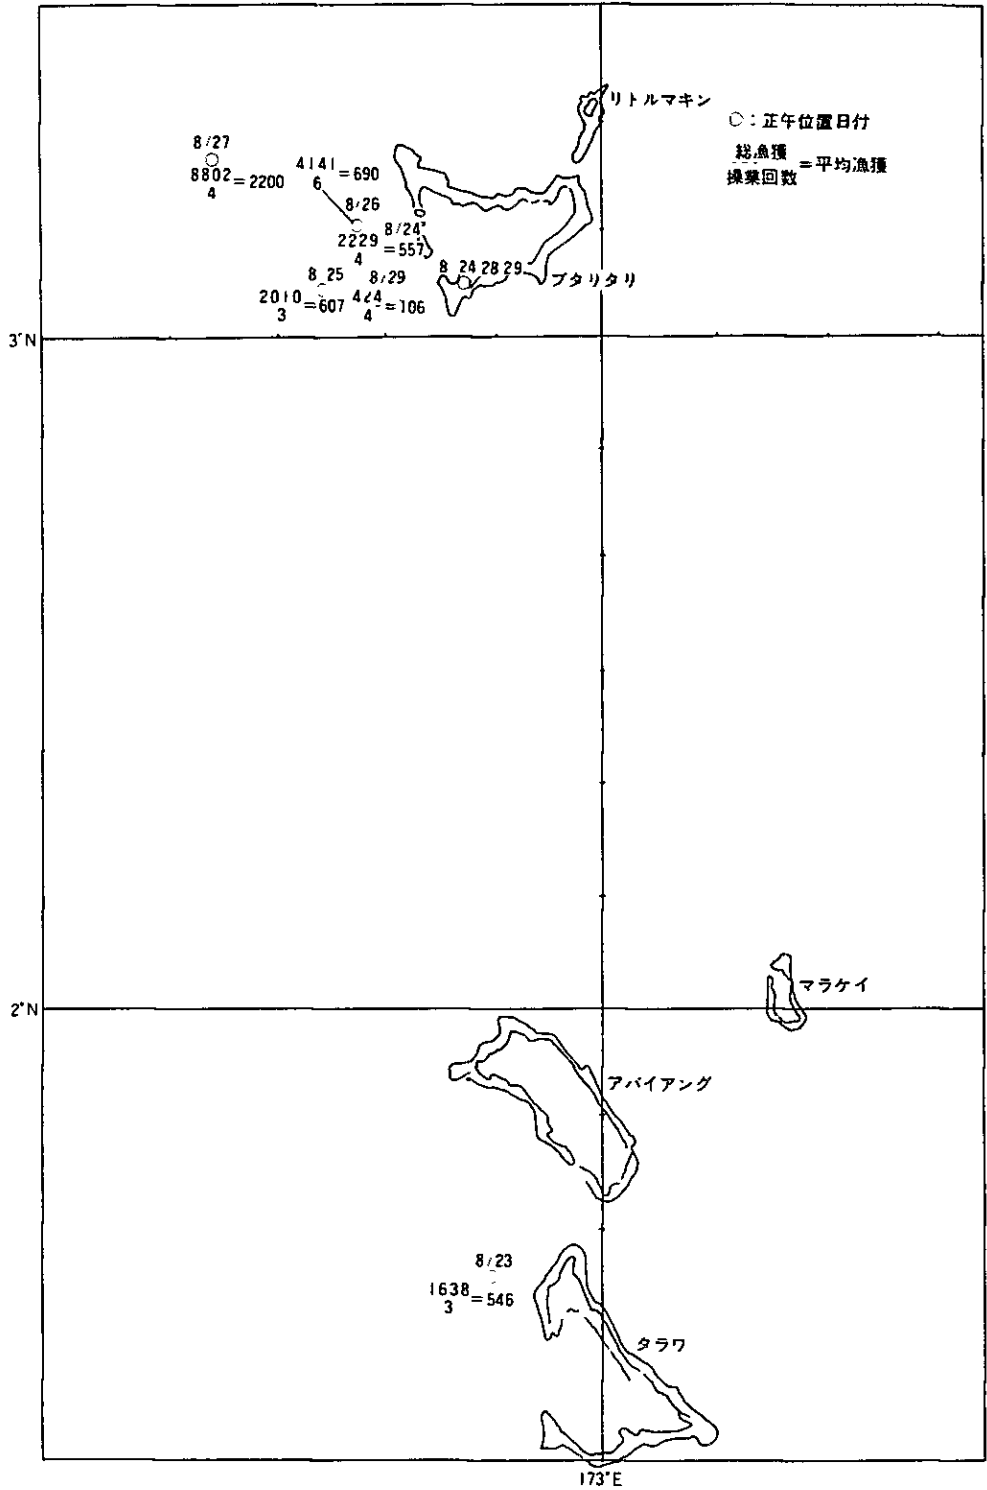 リトルマキン
○:正午位置日付
総漁獲
操業回数
=平均漁獲
8/27
8802
4
=2200
4141
6
=690
8/26
2229
4
8/24
=557
8 25
2010
3
=607
8/29
424
4
=106
8 24 28 29
ブタリタリ
3°N
2°N
マラケイ
アバイアング
8/23
1638
3
=546
タラワ
173°E